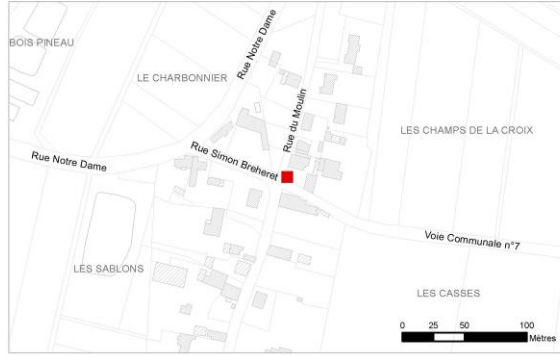 BOIS PINEAU
LE CHARBONNIER
Rue Notre Dame
Rue du Moulin
LES CHAMPS DE LA CROIX
Rue Simon Breheret
Rue Notre Dame
Voie Communale n°7
LES SABLONS
LES CASSES
0 25 50 100
Mètres